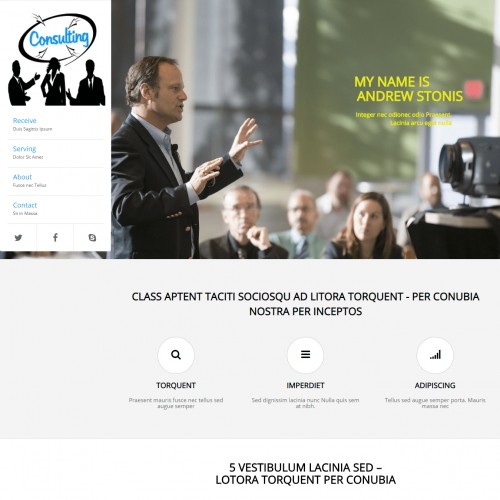 Consulting
Receive
Duis Sagittis Ipsum
Serving
Dolor Sit Amet
About
Fusce nec Tellus
Contact
Sit in Massa
MY NAME IS
ANDREW STONIS
Integer nec odionec odio Praesent
Lacinia arcu eget nulla
CLASS APTENT TACITI SOCIOSQU AD LITORA TORQUENT - PER CONUBIA
NOSTRA PER INCEPTOS
TORQUENT
IMPERDIET
ADIPISCING
Praesent mauris fusce nec tellus sed
augue semper
Sed dignissim lacinia nunc Nulla quis sem
at nibh.
Tellus sed augue semper porta. Mauris
massa nec
5 VESTIBULUM LACINIA SED –
LOTORA TORQUENT PER CONUBIA